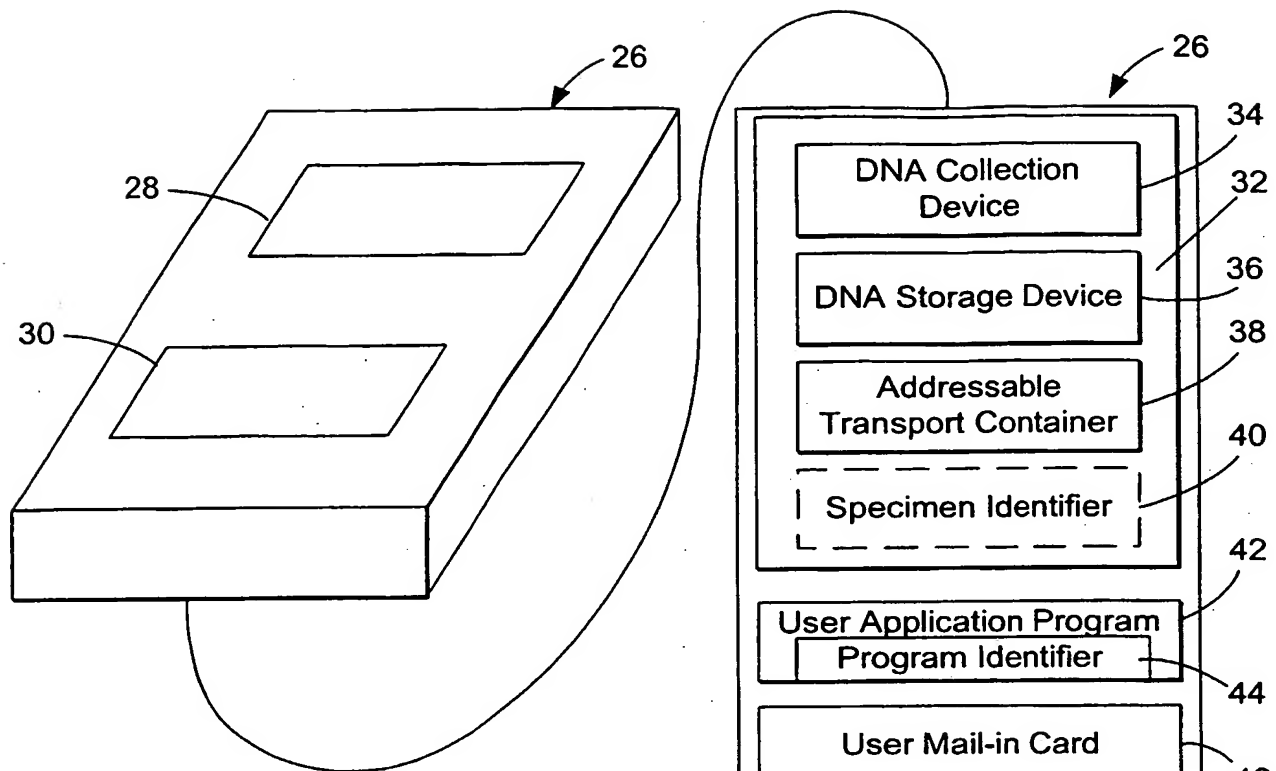 26
28
30
26
34
DNA Collection
Device
32
DNA Storage Device
36
38
Addressable
Transport Container
40
Specimen Identifier
42
User Application Program
Program Identifier
44
User Mail-in Card